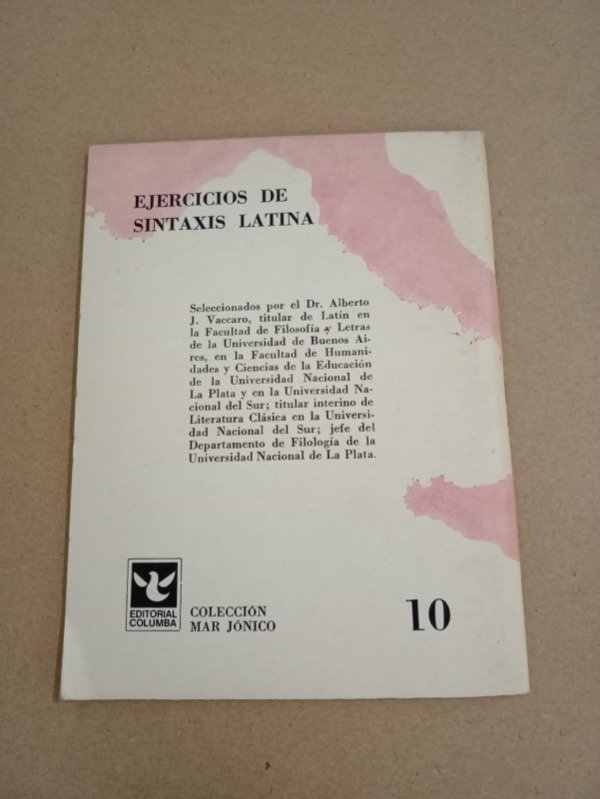 EJERCICIOS DE
SINTAXIS LATINA
Seleccionados por el Dr. Alberto
J. Vaccaro, titular de Latín en
la Facultad de Filosofía y Letras
de la Universidad de Buenos Ai-
res, en la Facultad de Humani-
dades y Ciencias de la Educación
de la Universidad Nacional de
La Plata y en la Universidad Na-
cional del Sur; titular interino de
Literatura Clásica en la Universi-
dad Nacional del Sur; jefe del
Departamento de Filología de la
Universidad Nacional de La Plata.
EDITORIAL
COLUMBA
COLECCIÓN
MAR JÓNICO
10